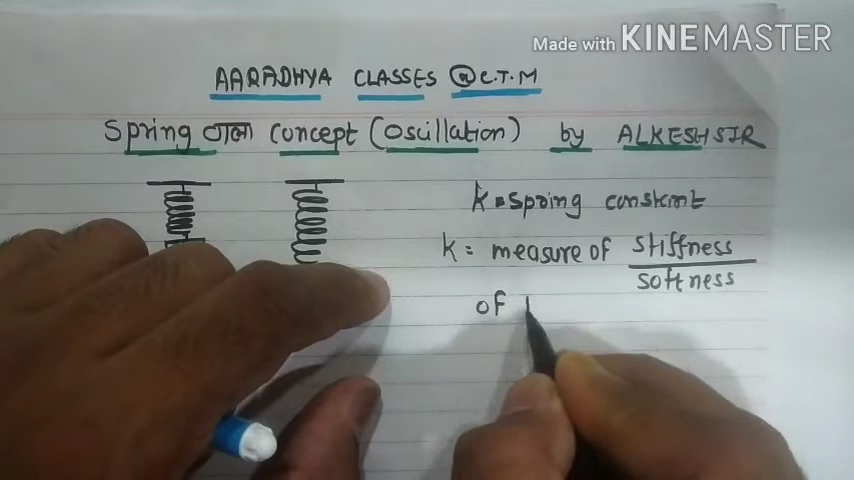 Made with KINEMASTER
AARADHYA CLASSES @ C.T.M
Spring वाला Concept (Oscillation) by ALKESH SIR
k = Spring constant
k = measure of stiffness
softness
of